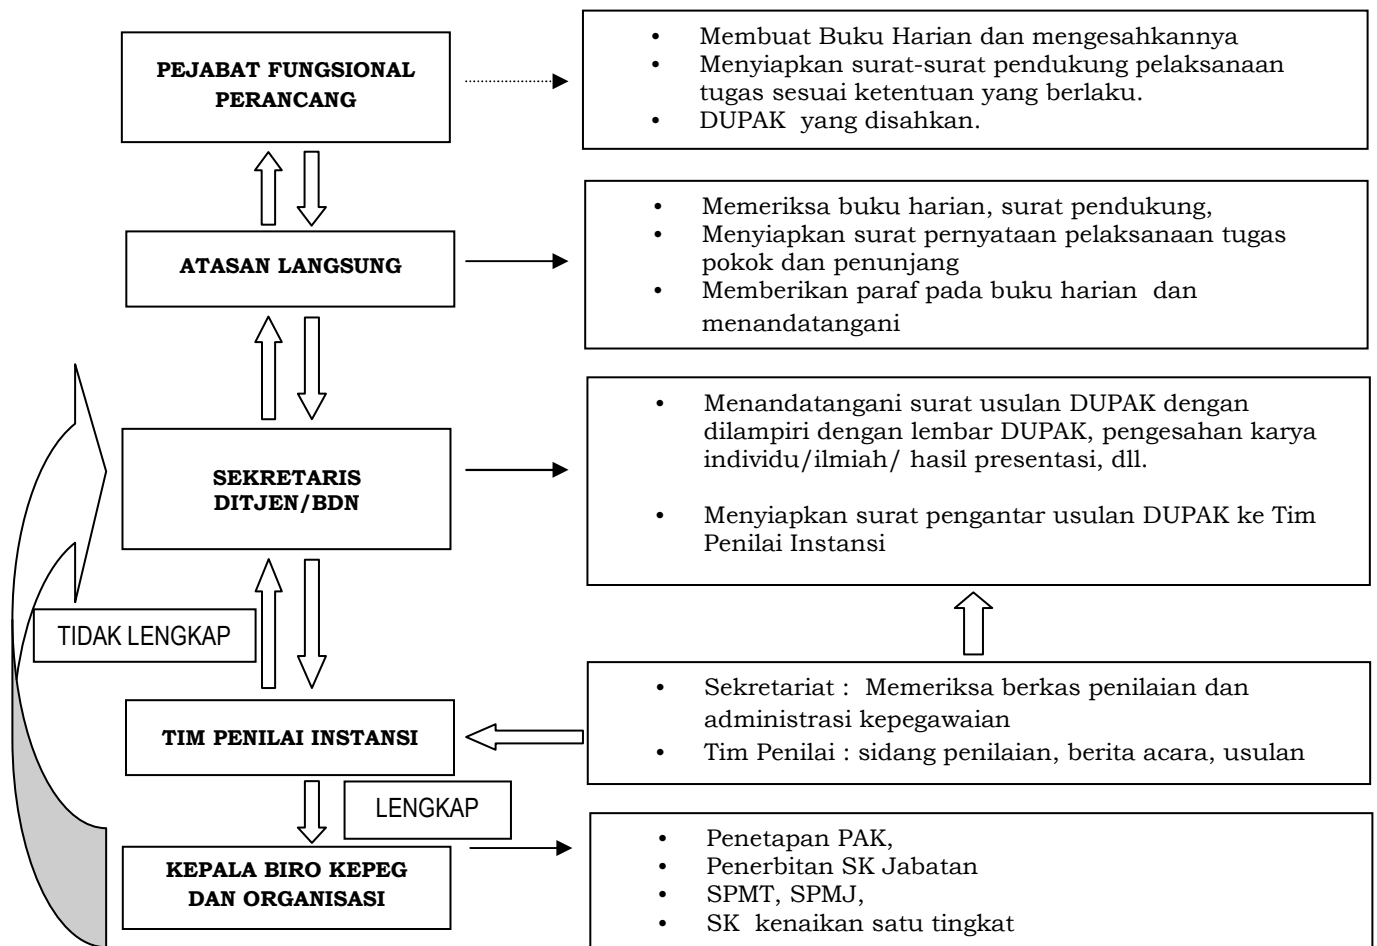 PEJABAT FUNGSIONAL
PERANCANG
• Membuat Buku Harian dan mengesahkannya
• Menyiapkan surat-surat pendukung pelaksanaan
tugas sesuai ketentuan yang berlaku.
• DUPAK yang disahkan.
ATASAN LANGSUNG
• Memeriksa buku harian, surat pendukung,
• Menyiapkan surat pernyataan pelaksanaan tugas
pokok dan penunjang
• Memberikan paraf pada buku harian dan
menandatangani
SEKRETARIS
DITJEN/BDN
• Menandatangani surat usulan DUPAK dengan
dilampiri dengan lembar DUPAK, pengesahan karya
individu/ilmiah/ hasil presentasi, dll.
• Menyiapkan surat pengantar usulan DUPAK ke Tim
Penilai Instansi
TIDAK LENGKAP
TIM PENILAI INSTANSI
• Sekretariat : Memeriksa berkas penilaian dan
administrasi kepegawaian
• Tim Penilai : sidang penilaian, berita acara, usulan
LENGKAP
KEPALA BIRO KEPEG
DAN ORGANISASI
• Penetapan PAK,
• Penerbitan SK Jabatan
• SPMT, SPMJ,
• SK kenaikan satu tingkat